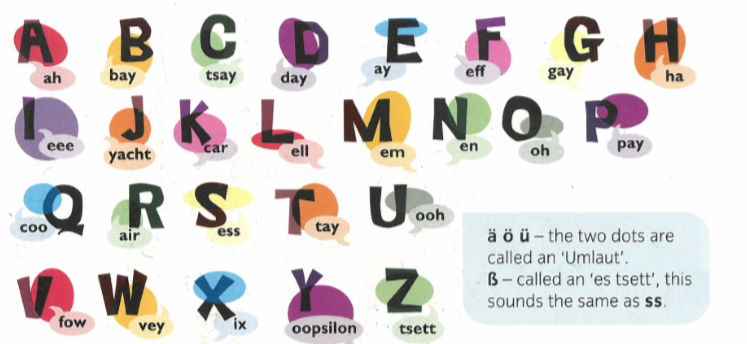 A B C D E F G H
ah bay tsay day ay eff gay ha
I J K L M N O P
eee yacht car ell em en oh pay
Q R S T U
coo air ess tay ooh
ä ö ü – the two dots are
called an ‘Umlaut’.
ß – called an ‘es tsett’, this
sounds the same as ss.
V W X Y Z
fow vey ix oopsilon tsett